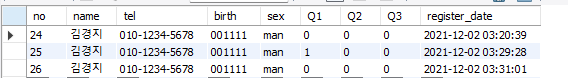 no name tel birth sex Q1 Q2 Q3 register_date
24 김경지 010-1234-5678 001111 man 0 0 0 2021-12-02 03:20:39
25 김경지 010-1234-5678 001111 man 1 0 0 2021-12-02 03:29:28
26 김경지 010-1234-5678 001111 man 0 0 0 2021-12-02 03:31:01